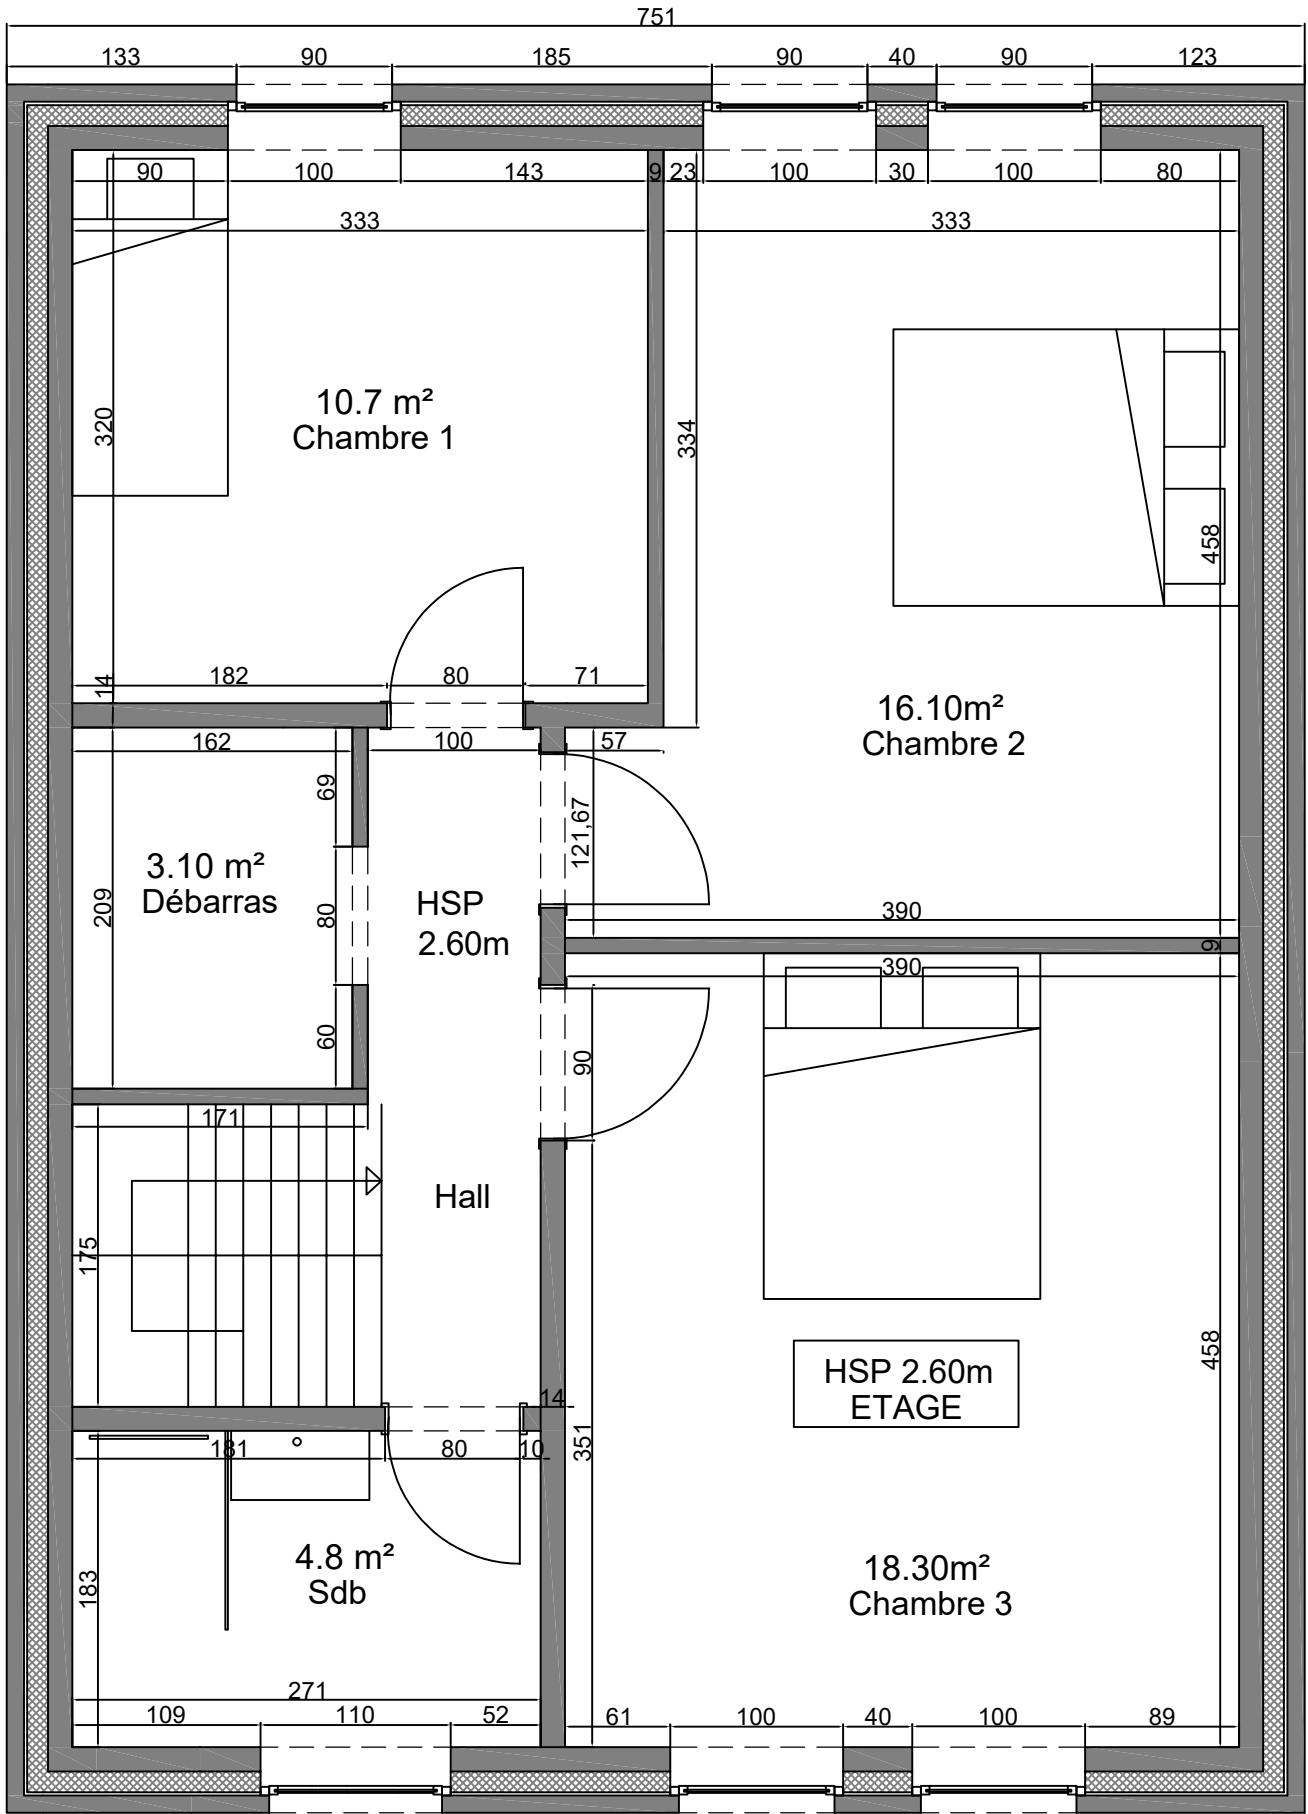 751
133 90 185 90 40 90 123
90 100 143 9 23 100 30 100 80
333 333
10.7 m²
Chambre 1
320
334
458
14
182 80 71
16.10m²
Chambre 2
162 100 57
69
121,67
3.10 m²
Débarras
209
80
HSP
2.60m
390
9
390
60
90
171
Hall
175
458
HSP 2.60m
ETAGE
14
181 80 10
351
4.8 m²
Sdb
183
18.30m²
Chambre 3
271
109 110 52 61 100 40 100 89